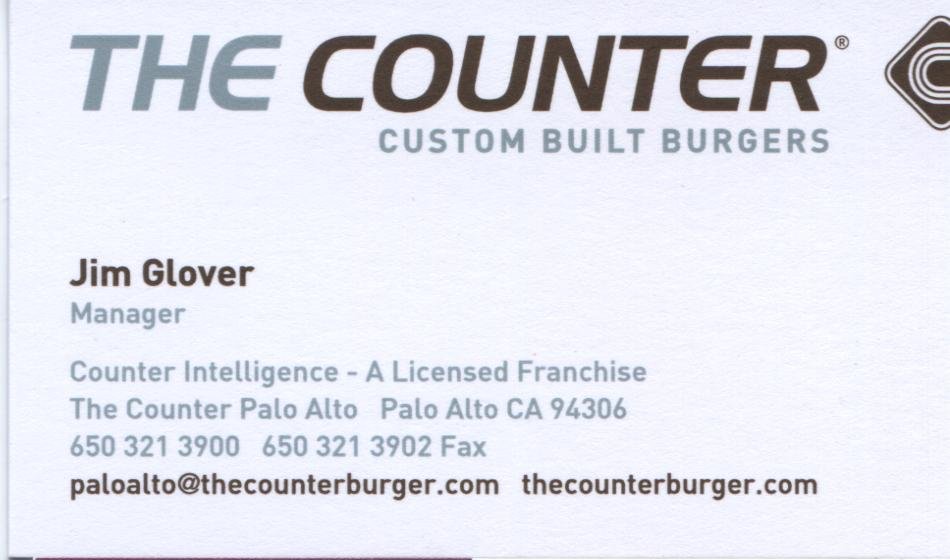 THE COUNTER®
CUSTOM BUILT BURGERS
Jim Glover
Manager
Counter Intelligence - A Licensed Franchise
The Counter Palo Alto Palo Alto CA 94306
650 321 3900 650 321 3902 Fax
paloalto@thecounterburger.com thecounterburger.com